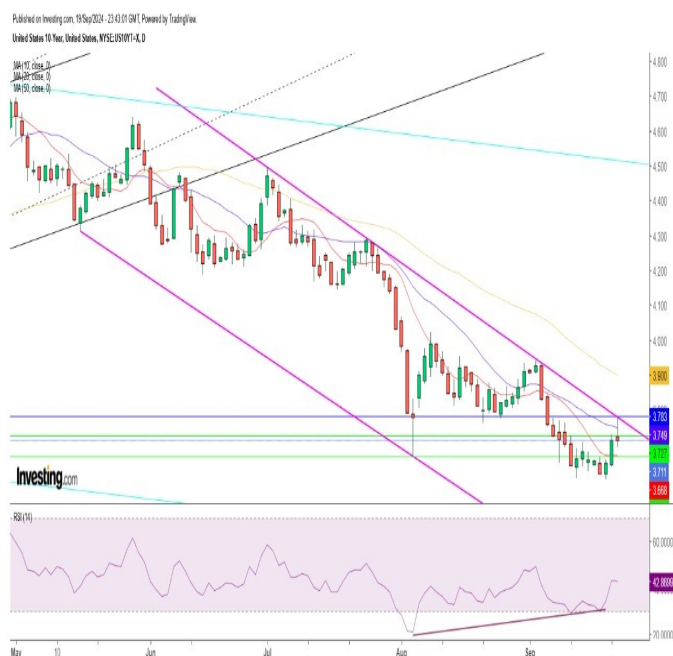 Published on Investing.com, 19/Sep/2024 - 23:43:01 GMT, Powered by TradingView.
United States 10-Year, United States, NYSE:US10YT=X, D
MA (10, close, 0)
MA (20, close, 0)
MA (50, close, 0)
4.800
4.700
4.600
4.500
4.400
4.300
4.200
4.100
4.000
3.900
3.783
3.749
3.727
3.711
3.668
Investing.com
RSI (14)
60.0000
42.8699
20.0000
May 10 Jun Jul Aug Sep